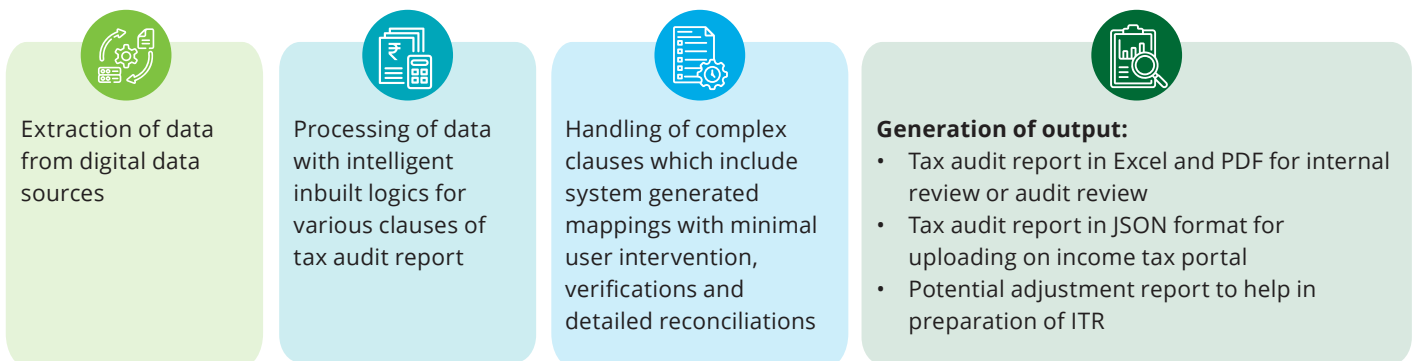 Extraction of data
from digital data
sources
₹
Processing of data
with intelligent
inbuilt logics for
various clauses of
tax audit report
Handling of complex
clauses which include
system generated
mappings with minimal
user intervention,
verifications and
detailed reconciliations
Generation of output:
• Tax audit report in Excel and PDF for internal
review or audit review
• Tax audit report in JSON format for
uploading on income tax portal
• Potential adjustment report to help in
preparation of ITR